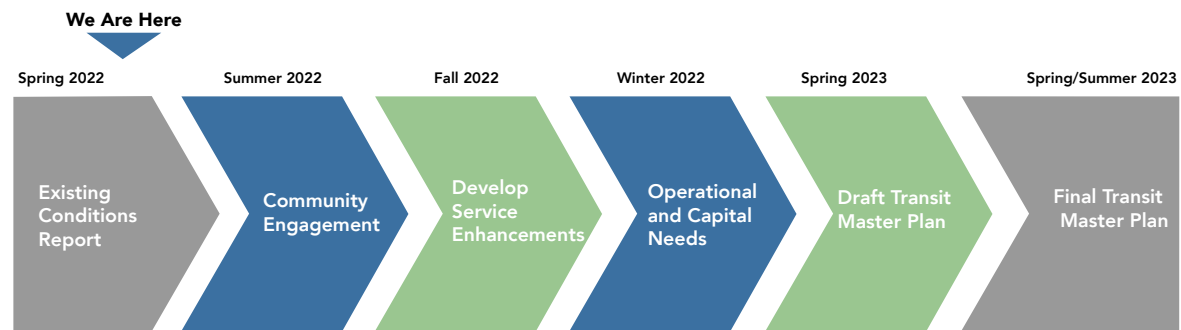 We Are Here
Spring 2022
Summer 2022
Fall 2022
Winter 2022
Spring 2023
Spring/Summer 2023
Existing
Conditions
Report
Community
Engagement
Develop
Service
Enhancements
Operational
and Capital
Needs
Draft Transit
Master Plan
Final Transit
Master Plan